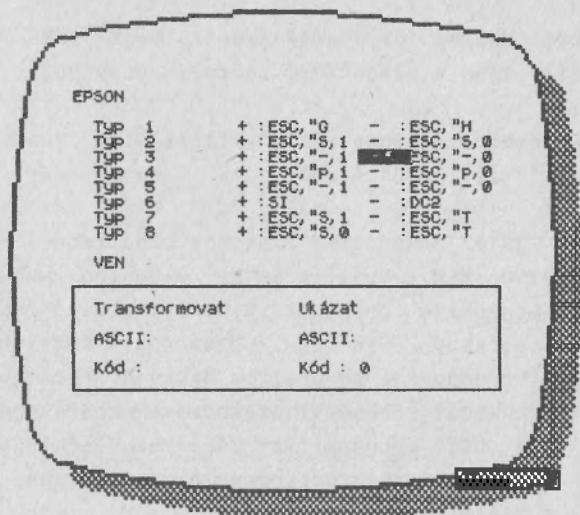 EPSON
Typ 1 + :ESC,"G - :ESC,"H
Typ 2 + :ESC,"S,1 - :ESC,"S,0
Typ 3 + :ESC,"-,1 :ESC,"-,0
Typ 4 + :ESC,"p,1 - :ESC,"p,0
Typ 5 + :ESC,"-,1 - :ESC,"-,0
Typ 6 + :SI - :DC2
Typ 7 + :ESC,"S,1 - :ESC,"T
Typ 8 + :ESC,"S,0 - :ESC,"T
VEN
Transformovat Ukázat
ASCII: ASCII:
Kód : Kód : 0